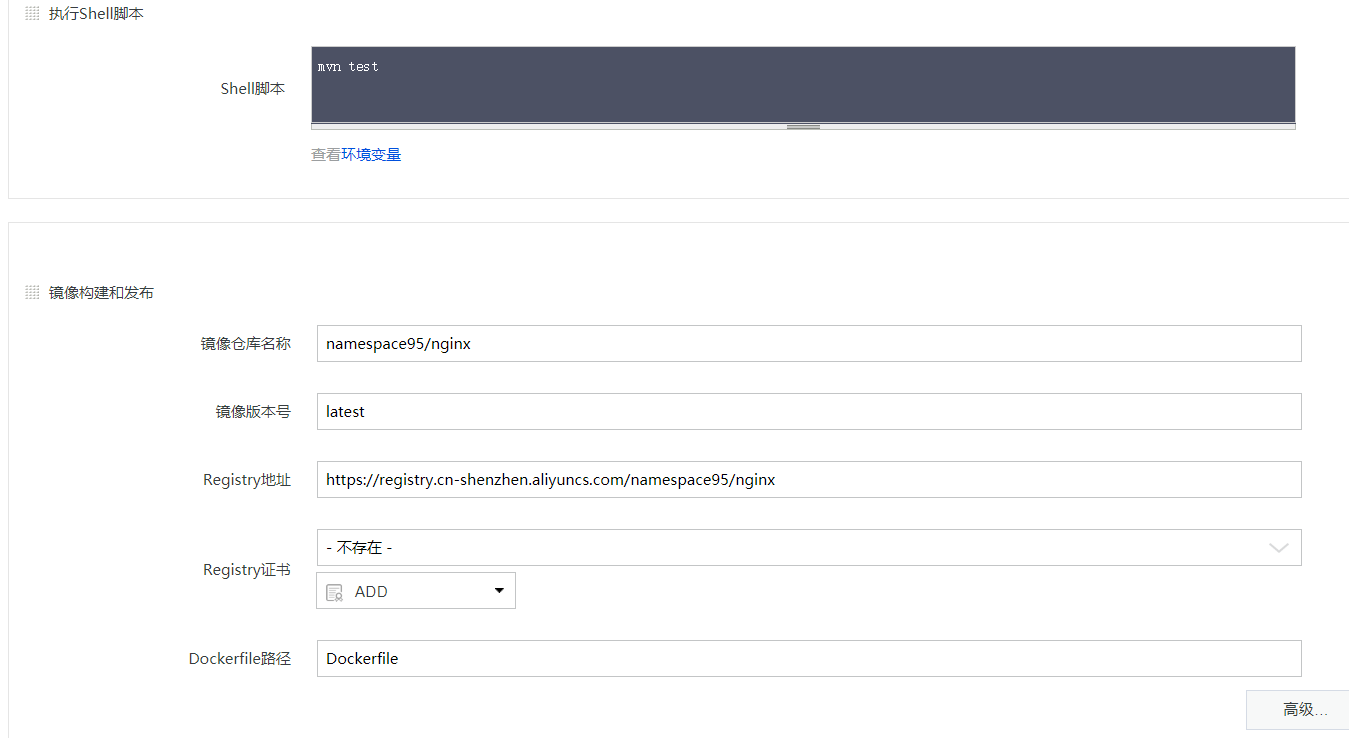 执行Shell脚本
Shell脚本
mvn test
查看环境变量
镜像构建和发布
镜像仓库名称
namespace95/nginx
镜像版本号
latest
Registry地址
https://registry.cn-shenzhen.aliyuncs.com/namespace95/nginx
Registry证书
- 不存在 -
ADD
Dockerfile路径
Dockerfile
高级...